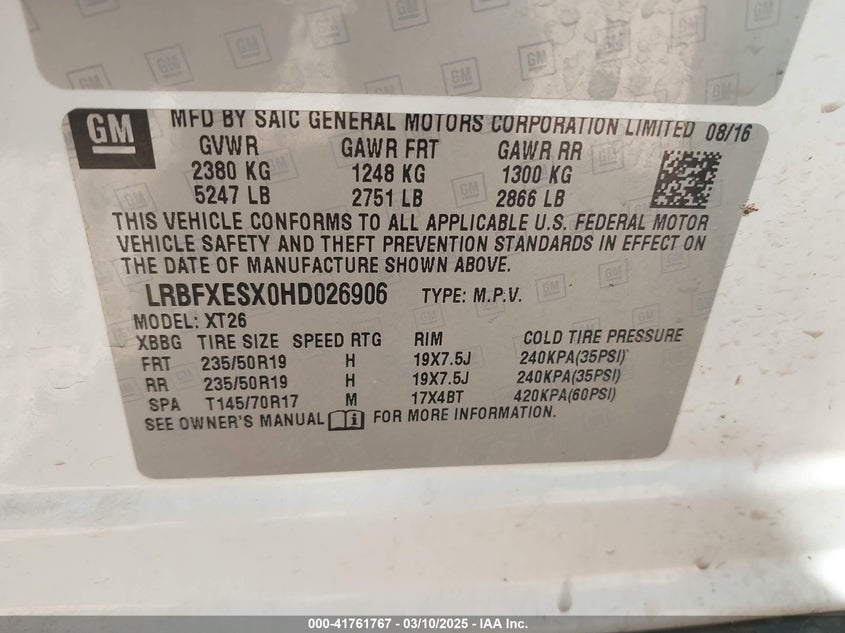 GM
MFD BY SAIC GENERAL MOTORS CORPORATION LIMITED 08/16
GVWR GAWR FRT GAWR RR
2380 KG 1248 KG 1300 KG
5247 LB 2751 LB 2866 LB
THIS VEHICLE CONFORMS TO ALL APPLICABLE U.S. FEDERAL MOTOR
VEHICLE SAFETY AND THEFT PREVENTION STANDARDS IN EFFECT ON
THE DATE OF MANUFACTURE SHOWN ABOVE.
LRBFXESX0HD026906 TYPE: M.P.V.
MODEL: XT26
XBBG TIRE SIZE SPEED RTG RIM COLD TIRE PRESSURE
FRT 235/50R19 H 19X7.5J 240KPA(35PSI)
RR 235/50R19 H 19X7.5J 240KPA(35PSI)
SPA T145/70R17 M 17X4BT 420KPA(60PSI)
SEE OWNER'S MANUAL i FOR MORE INFORMATION.
000-41761767 - 03/10/2025 - IAA Inc.